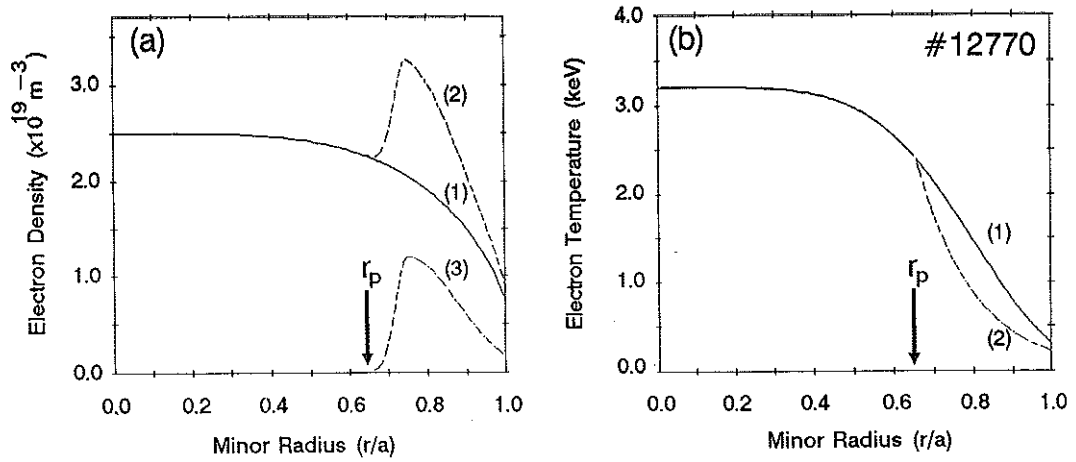 (a)
Electron Density (x10^19 m^-3)
3.0
2.0
1.0
0.0
(2)
(1)
(3)
r_p
0.0 0.2 0.4 0.6 0.8 1.0
Minor Radius (r/a)
(b)
#12770
Electron Temperature (keV)
4.0
3.0
2.0
1.0
0.0
(1)
(2)
r_p
0.0 0.2 0.4 0.6 0.8 1.0
Minor Radius (r/a)